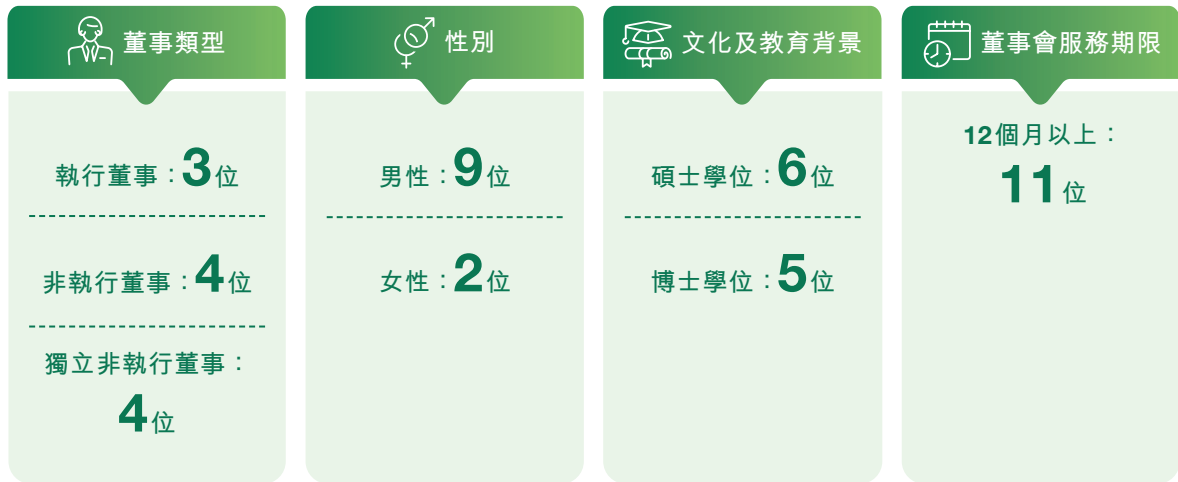 董事類型
執行董事：3位
非執行董事：4位
獨立非執行董事：
4位
性別
男性：9位
女性：2位
文化及教育背景
碩士學位：6位
博士學位：5位
董事會服務期限
12個月以上：
11位